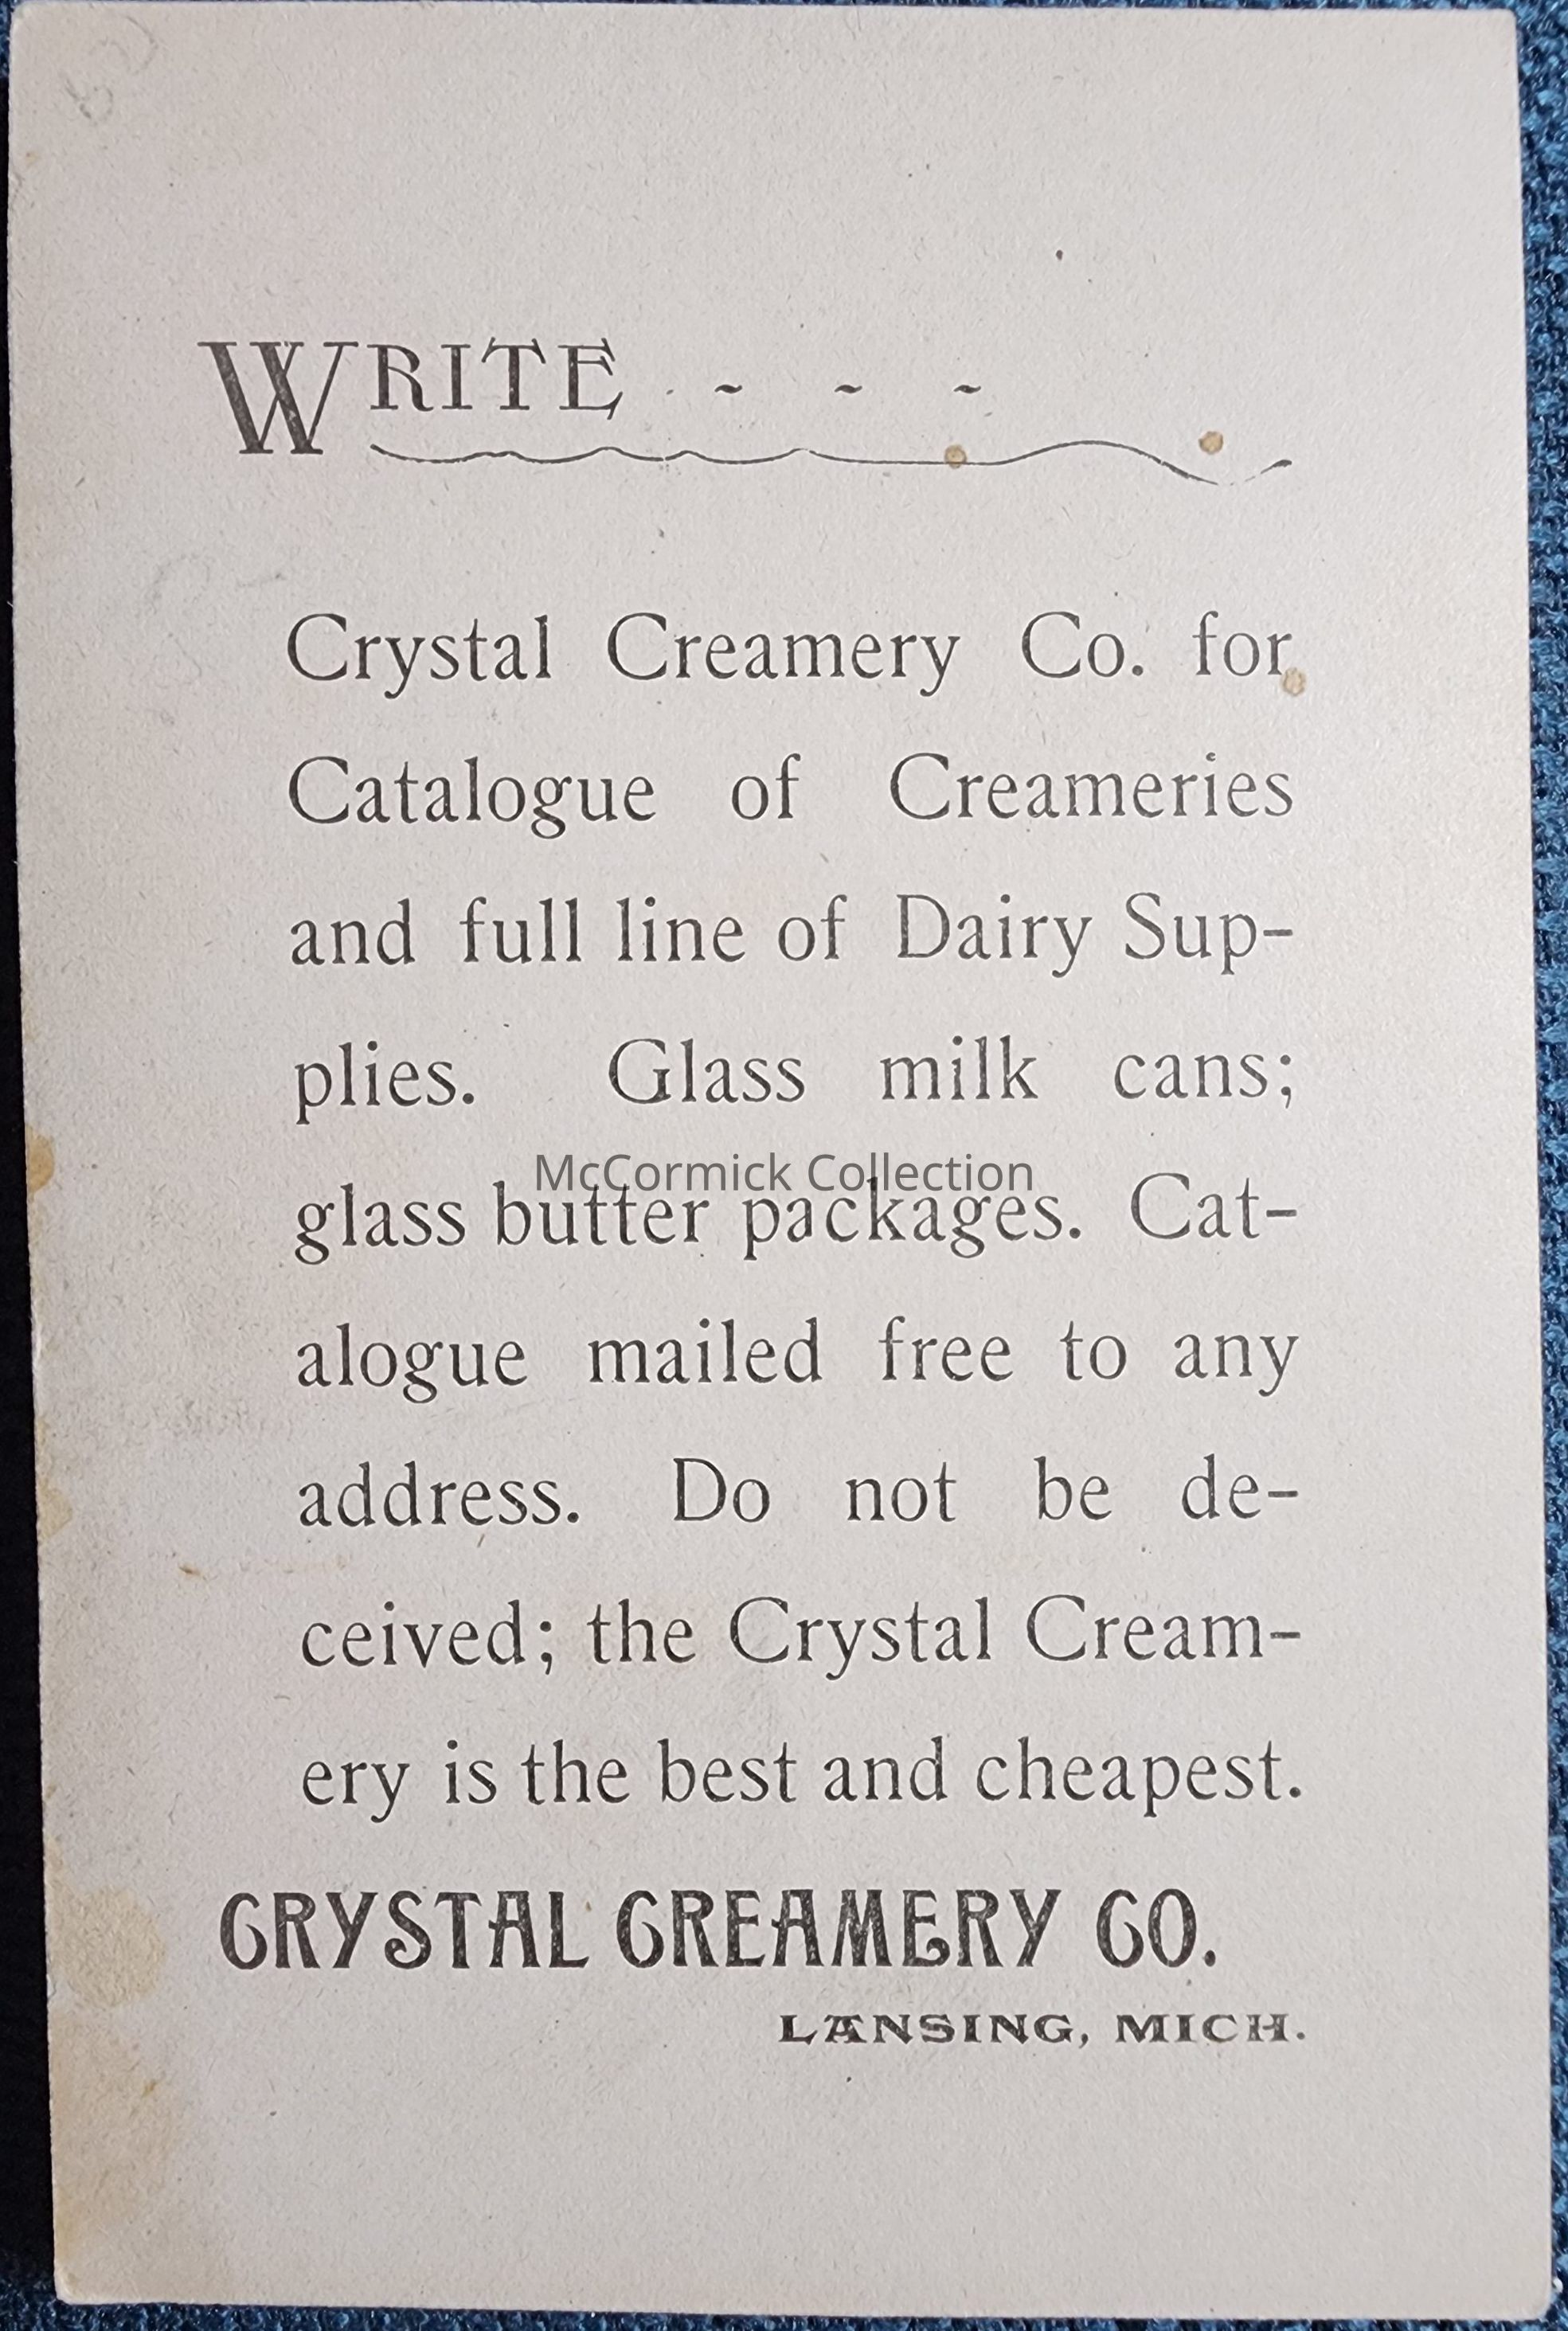 WRITE - - -
Crystal Creamery Co. for
Catalogue of Creameries
and full line of Dairy Sup-
plies. Glass milk cans;
McCormick Collection
glass butter packages. Cat-
alogue mailed free to any
address. Do not be de-
ceived; the Crystal Cream-
ery is the best and cheapest.
CRYSTAL CREAMERY CO.
LANSING, MICH.